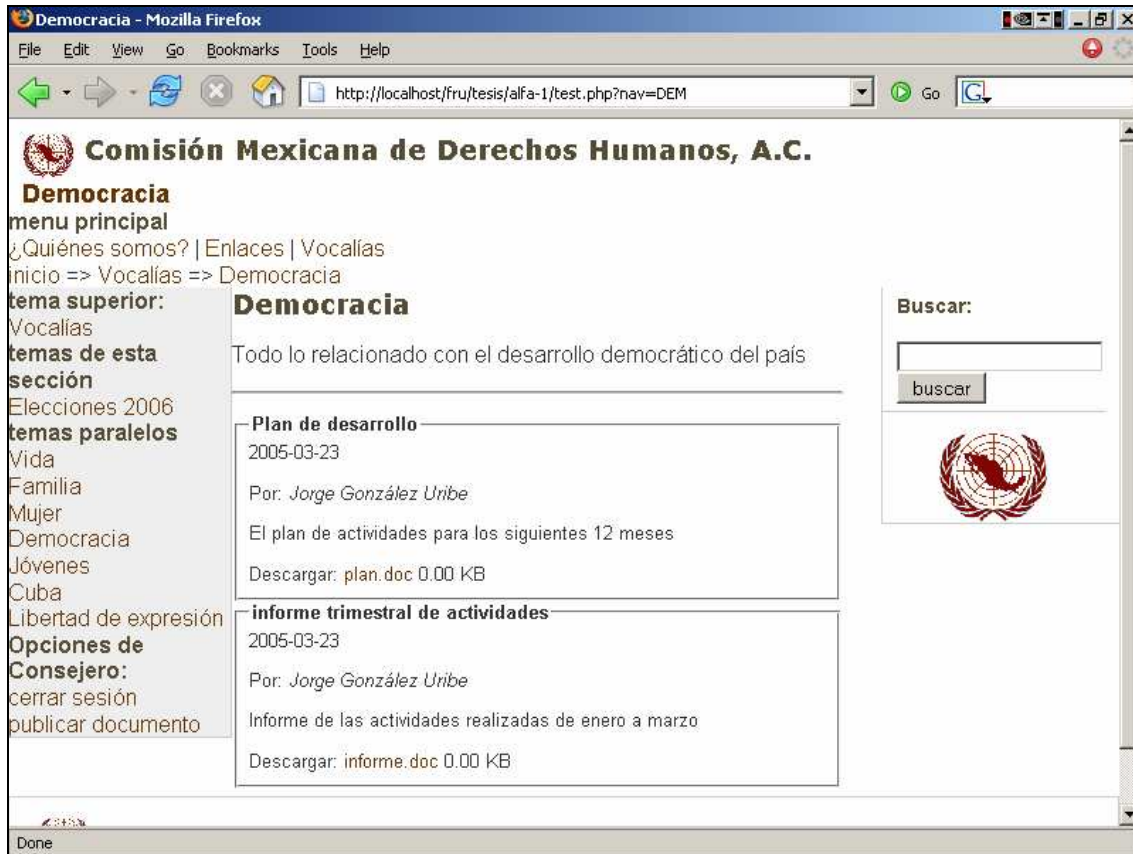 Democracia - Mozilla Firefox
File Edit View Go Bookmarks Tools Help
http://localhost/fru/tesis/alfa-1/test.php?nav=DEM
Go
G
Comisión Mexicana de Derechos Humanos, A.C.
Democracia
menu principal
¿Quiénes somos? | Enlaces | Vocalías
inicio => Vocalías => Democracia
tema superior:
Vocalías
temas de esta
sección
Elecciones 2006
temas paralelos
Vida
Familia
Mujer
Democracia
Jóvenes
Cuba
Libertad de expresión
Opciones de
Consejero:
cerrar sesión
publicar documento
Democracia
Todo lo relacionado con el desarrollo democrático del país
Plan de desarrollo
2005-03-23
Por: Jorge González Uribe
El plan de actividades para los siguientes 12 meses
Descargar: plan.doc 0.00 KB
informe trimestral de actividades
2005-03-23
Por: Jorge González Uribe
Informe de las actividades realizadas de enero a marzo
Descargar: informe.doc 0.00 KB
Buscar:
buscar
Done